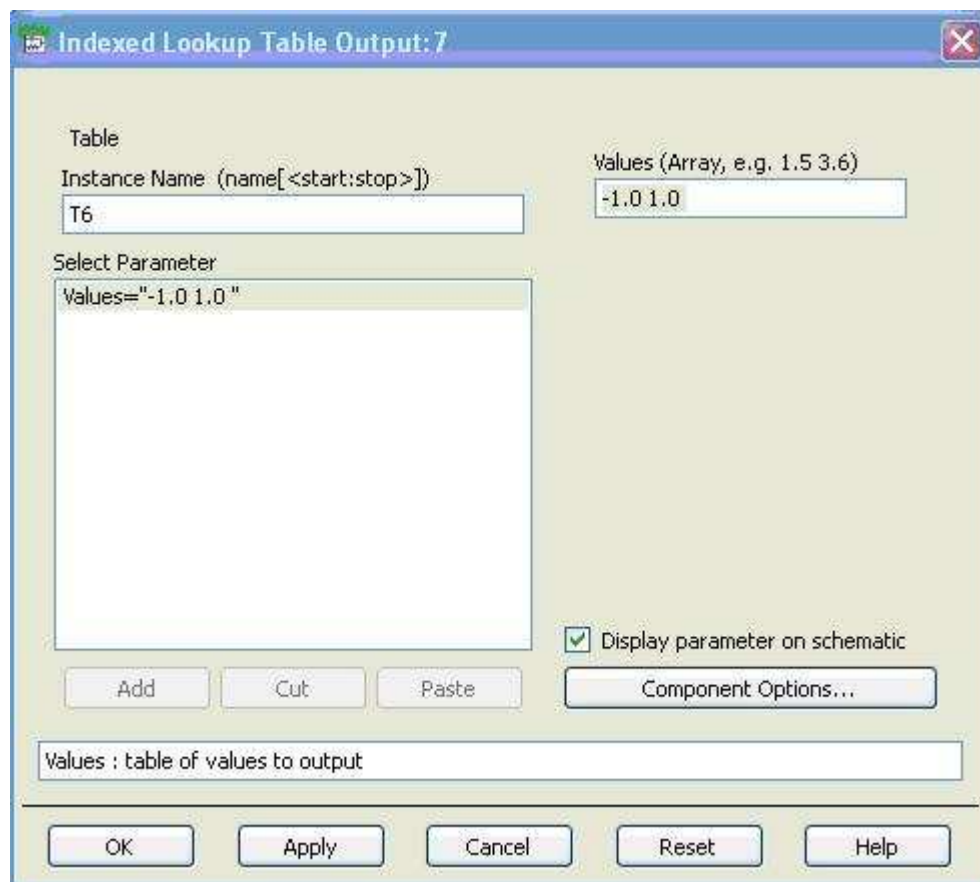 Indexed Lookup Table Output:7
Table
Instance Name (name[<start:stop>])
T6
Values (Array, e.g. 1.5 3.6)
-1.0 1.0
Select Parameter
Values="-1.0 1.0 "
Display parameter on schematic
Add Cut Paste Component Options...
Values : table of values to output
OK Apply Cancel Reset Help